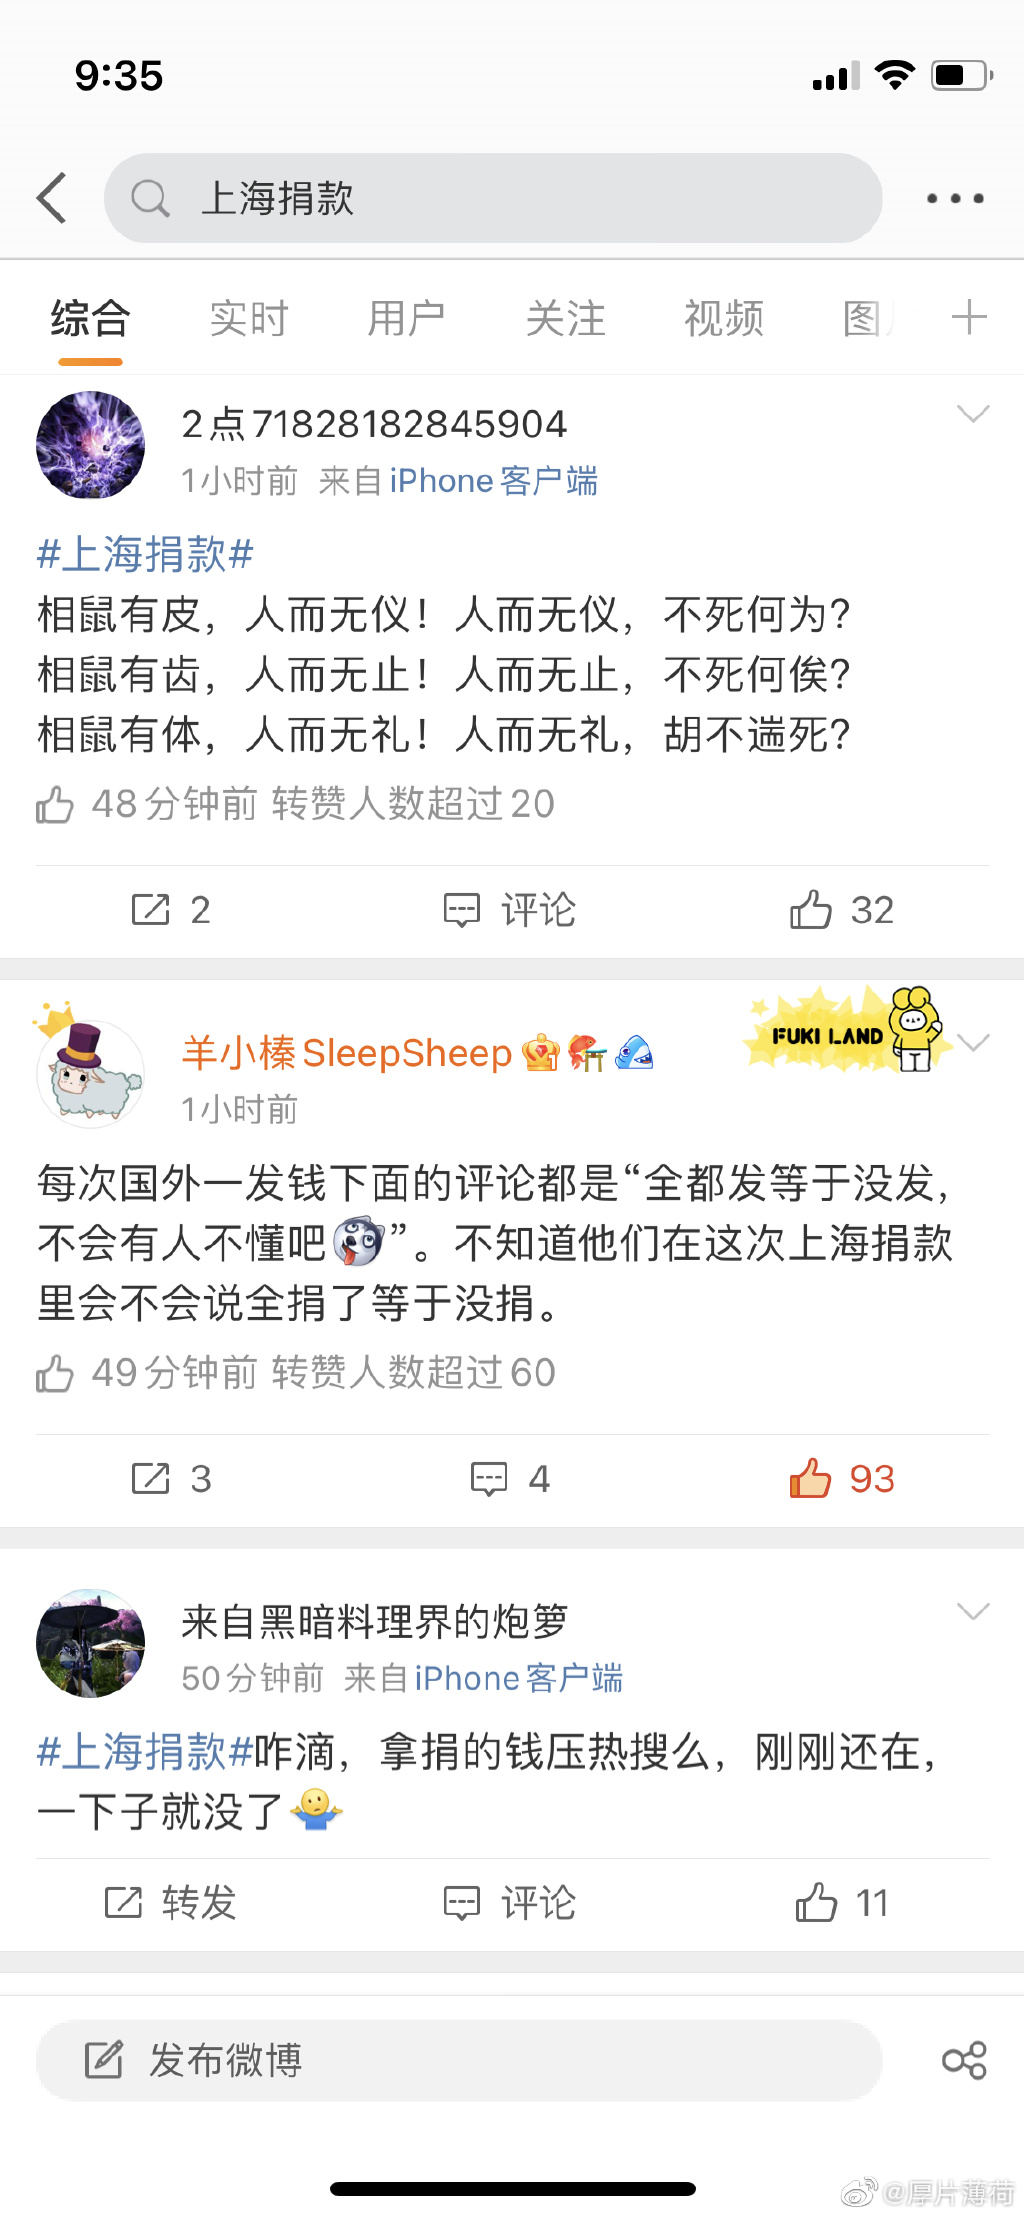 9:35
上海捐款
综合 实时 用户 关注 视频 图
2点71828182845904
1小时前 来自iPhone客户端
#上海捐款#
相鼠有皮，人而无仪！人而无仪，不死何为?
相鼠有齿，人而无止！人而无止，不死何俟?
相鼠有体，人而无礼！人而无礼，胡不遄死?
48分钟前 转赞人数超过20
2 评论 32
羊小榛SleepSheep
FUKI LAND
1小时前
每次国外一发钱下面的评论都是“全都发等于没发，
不会有人不懂吧”。不知道他们在这次上海捐款
里会不会说全捐了等于没捐。
49分钟前 转赞人数超过60
3 4 93
来自黑暗料理界的炮箩
50分钟前 来自iPhone客户端
#上海捐款#咋滴，拿捐的钱压热搜么，刚刚还在，
一下子就没了
转发 评论 11
发布微博
@厚片薄荷